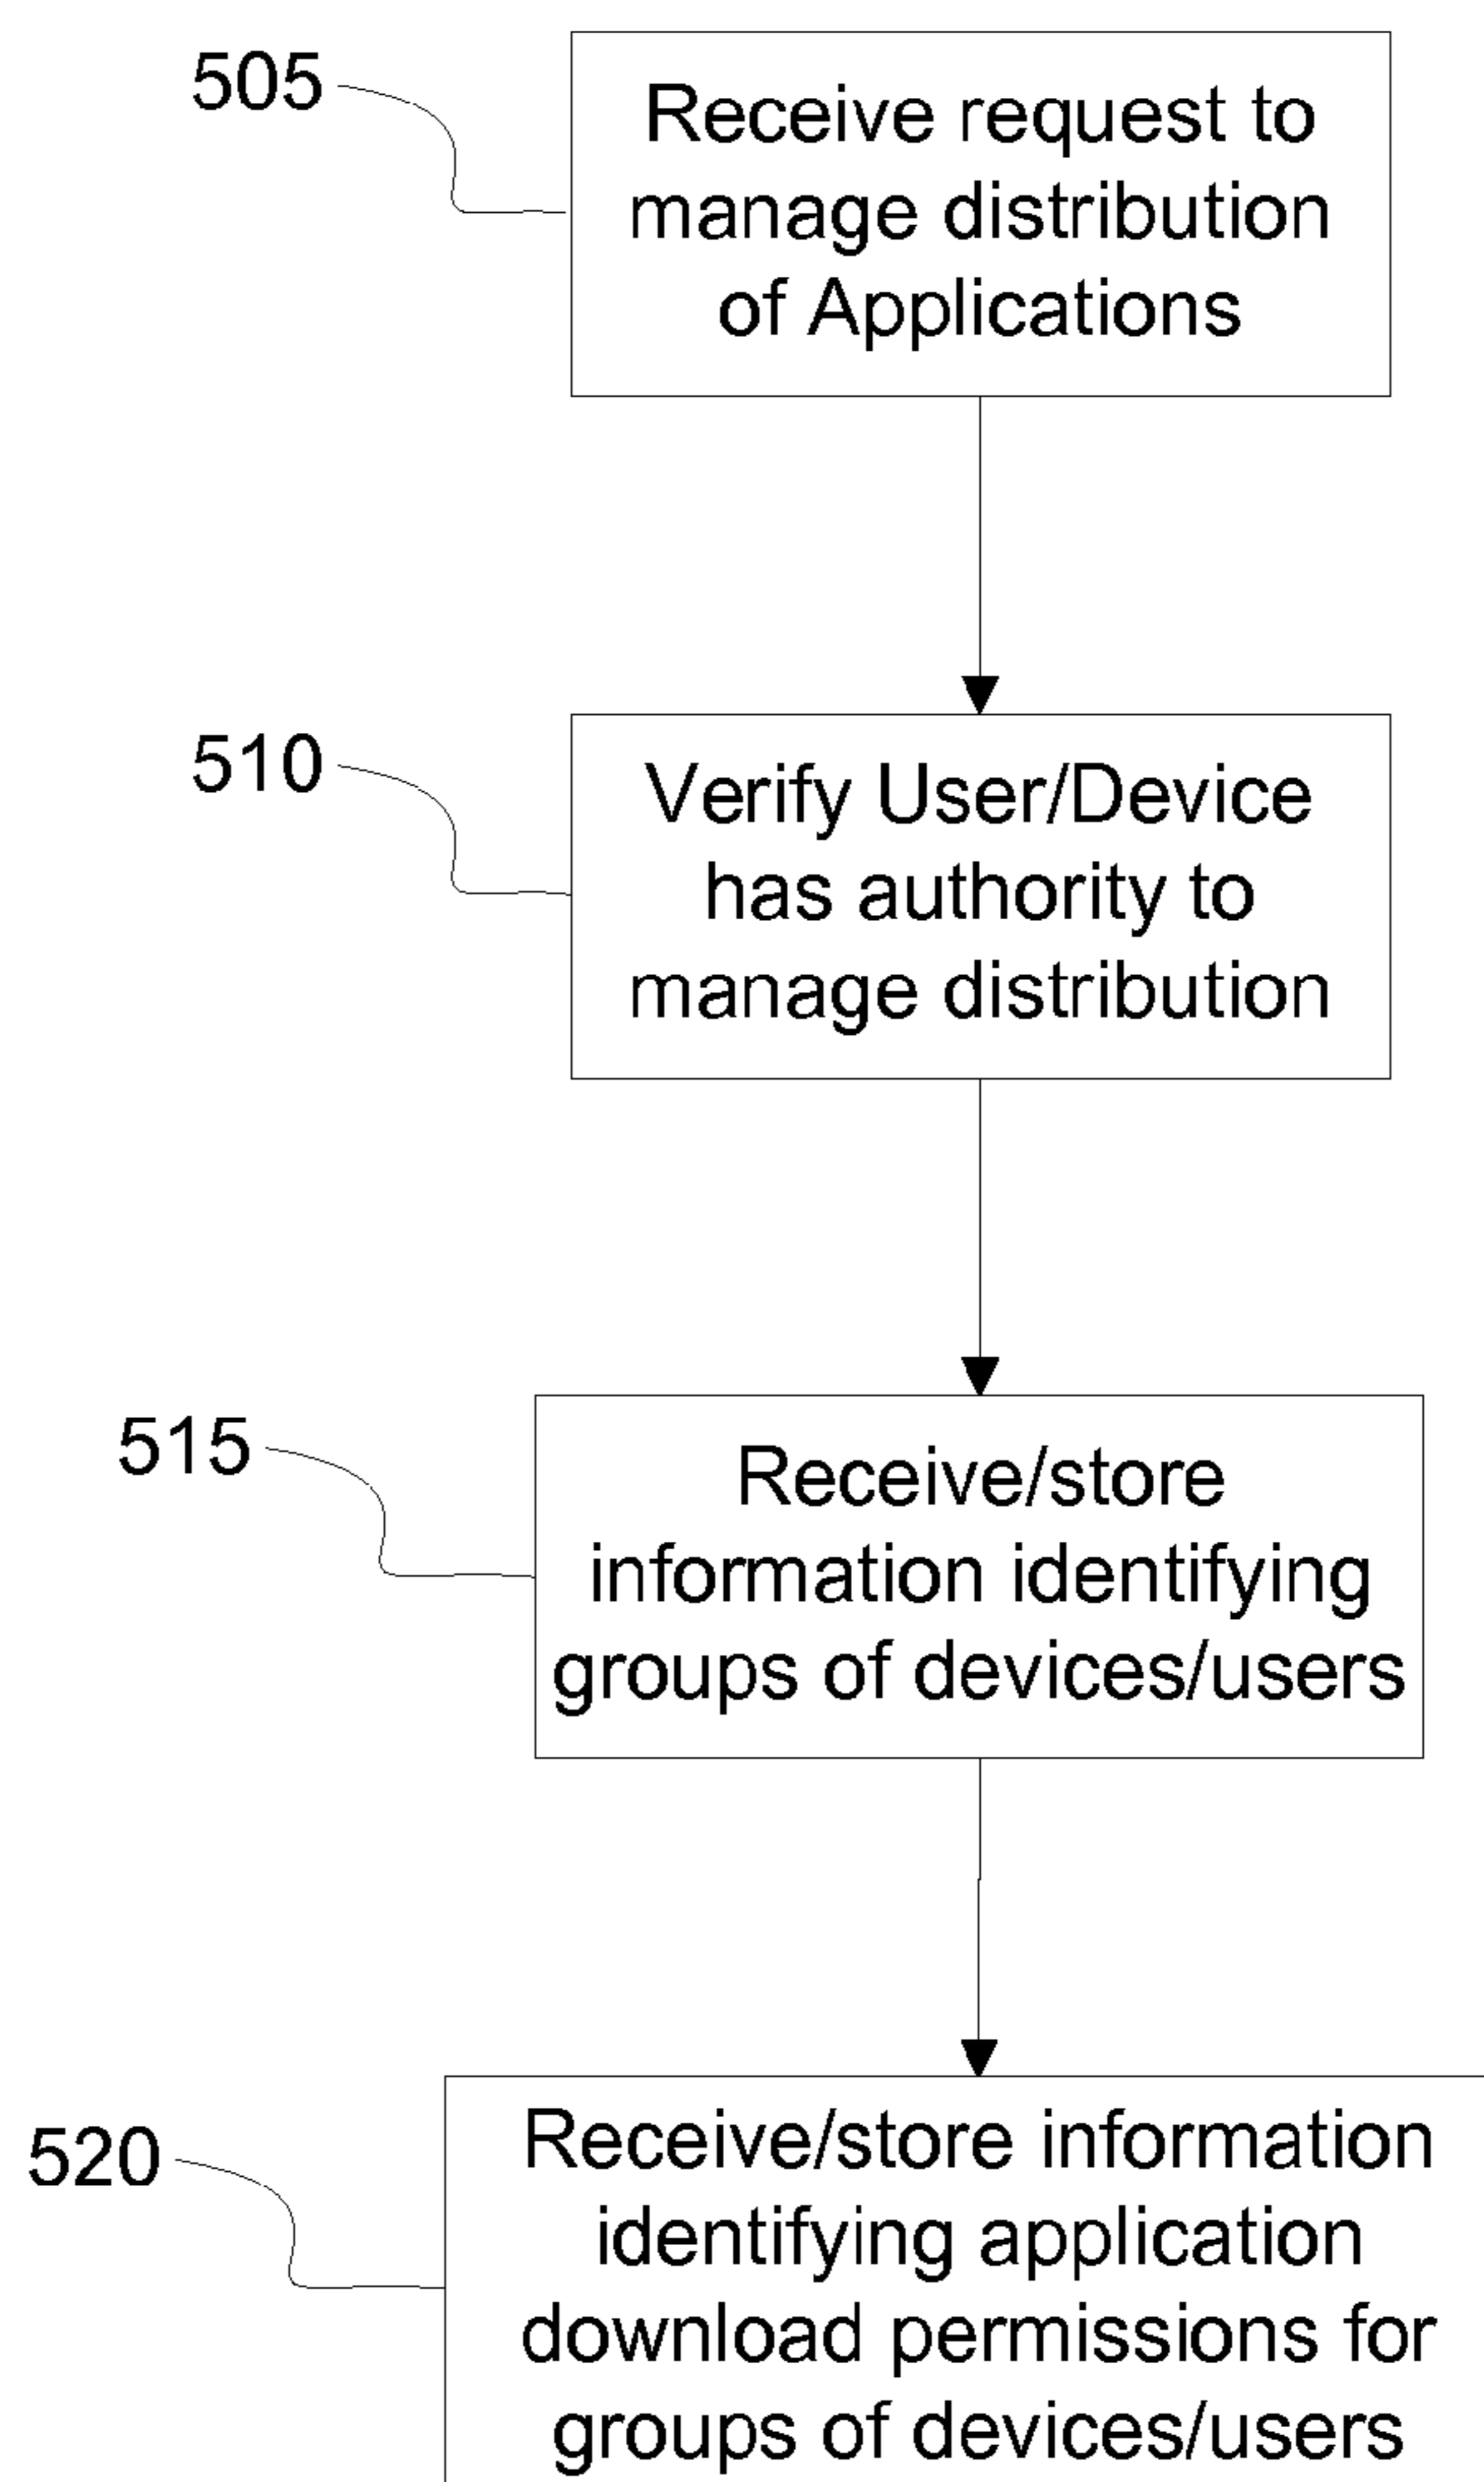 505
Receive request to
manage distribution
of Applications
510
Verify User/Device
has authority to
manage distribution
515
Receive/store
information identifying
groups of devices/users
520
Receive/store information
identifying application
download permissions for
groups of devices/users